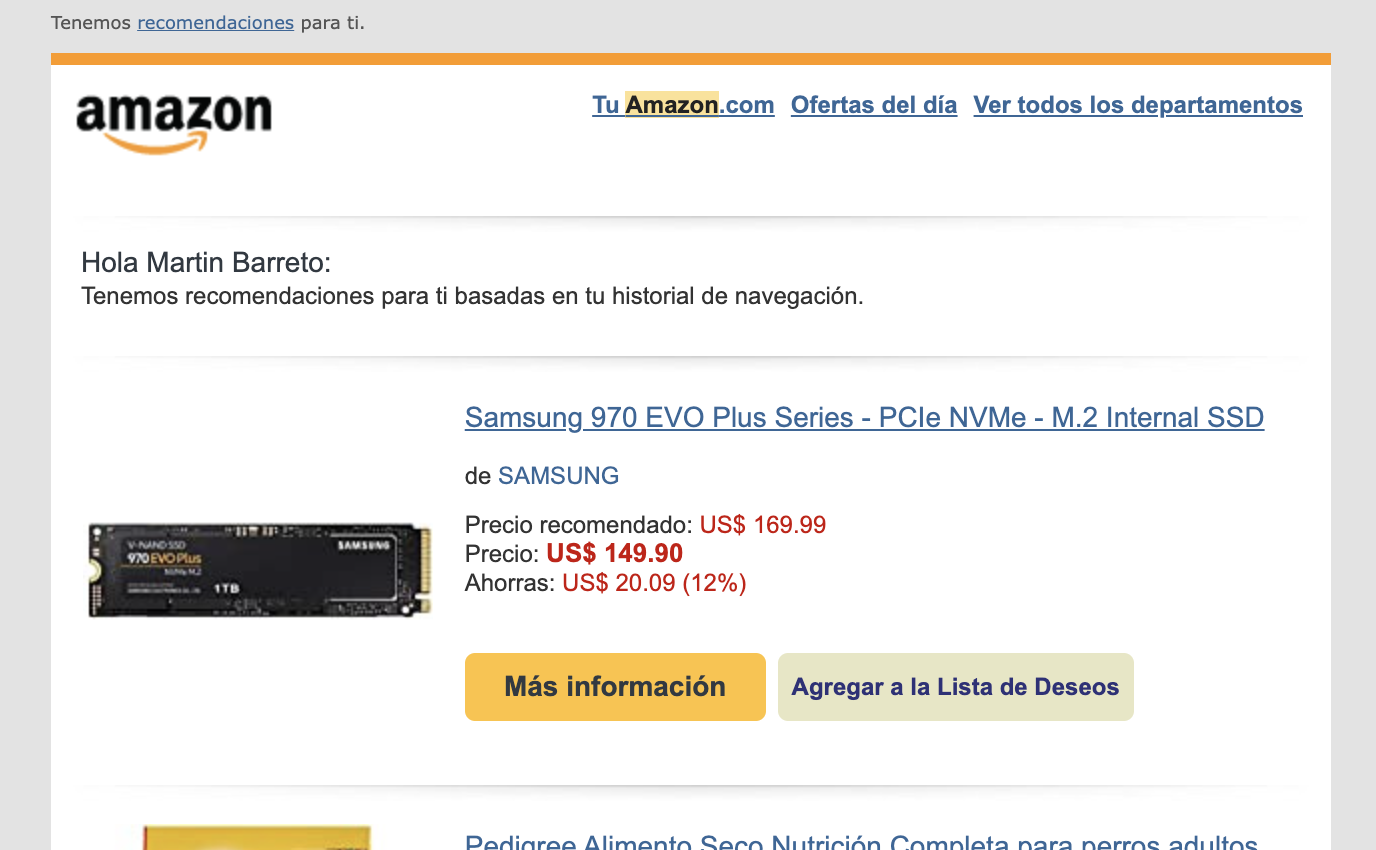 Tenemos recomendaciones para ti.
amazon
Tu Amazon.com Ofertas del día Ver todos los departamentos
Hola Martin Barreto:
Tenemos recomendaciones para ti basadas en tu historial de navegación.
Samsung 970 EVO Plus Series - PCIe NVMe - M.2 Internal SSD
de SAMSUNG
V-NAND SSD
970 EVO Plus
NVMe M.2
SAMSUNG
1TB
Precio recomendado: US$ 169.99
Precio: US$ 149.90
Ahorras: US$ 20.09 (12%)
Más información
Agregar a la Lista de Deseos
Pedigree Alimento Seco Nutrición Completa para perros adultos